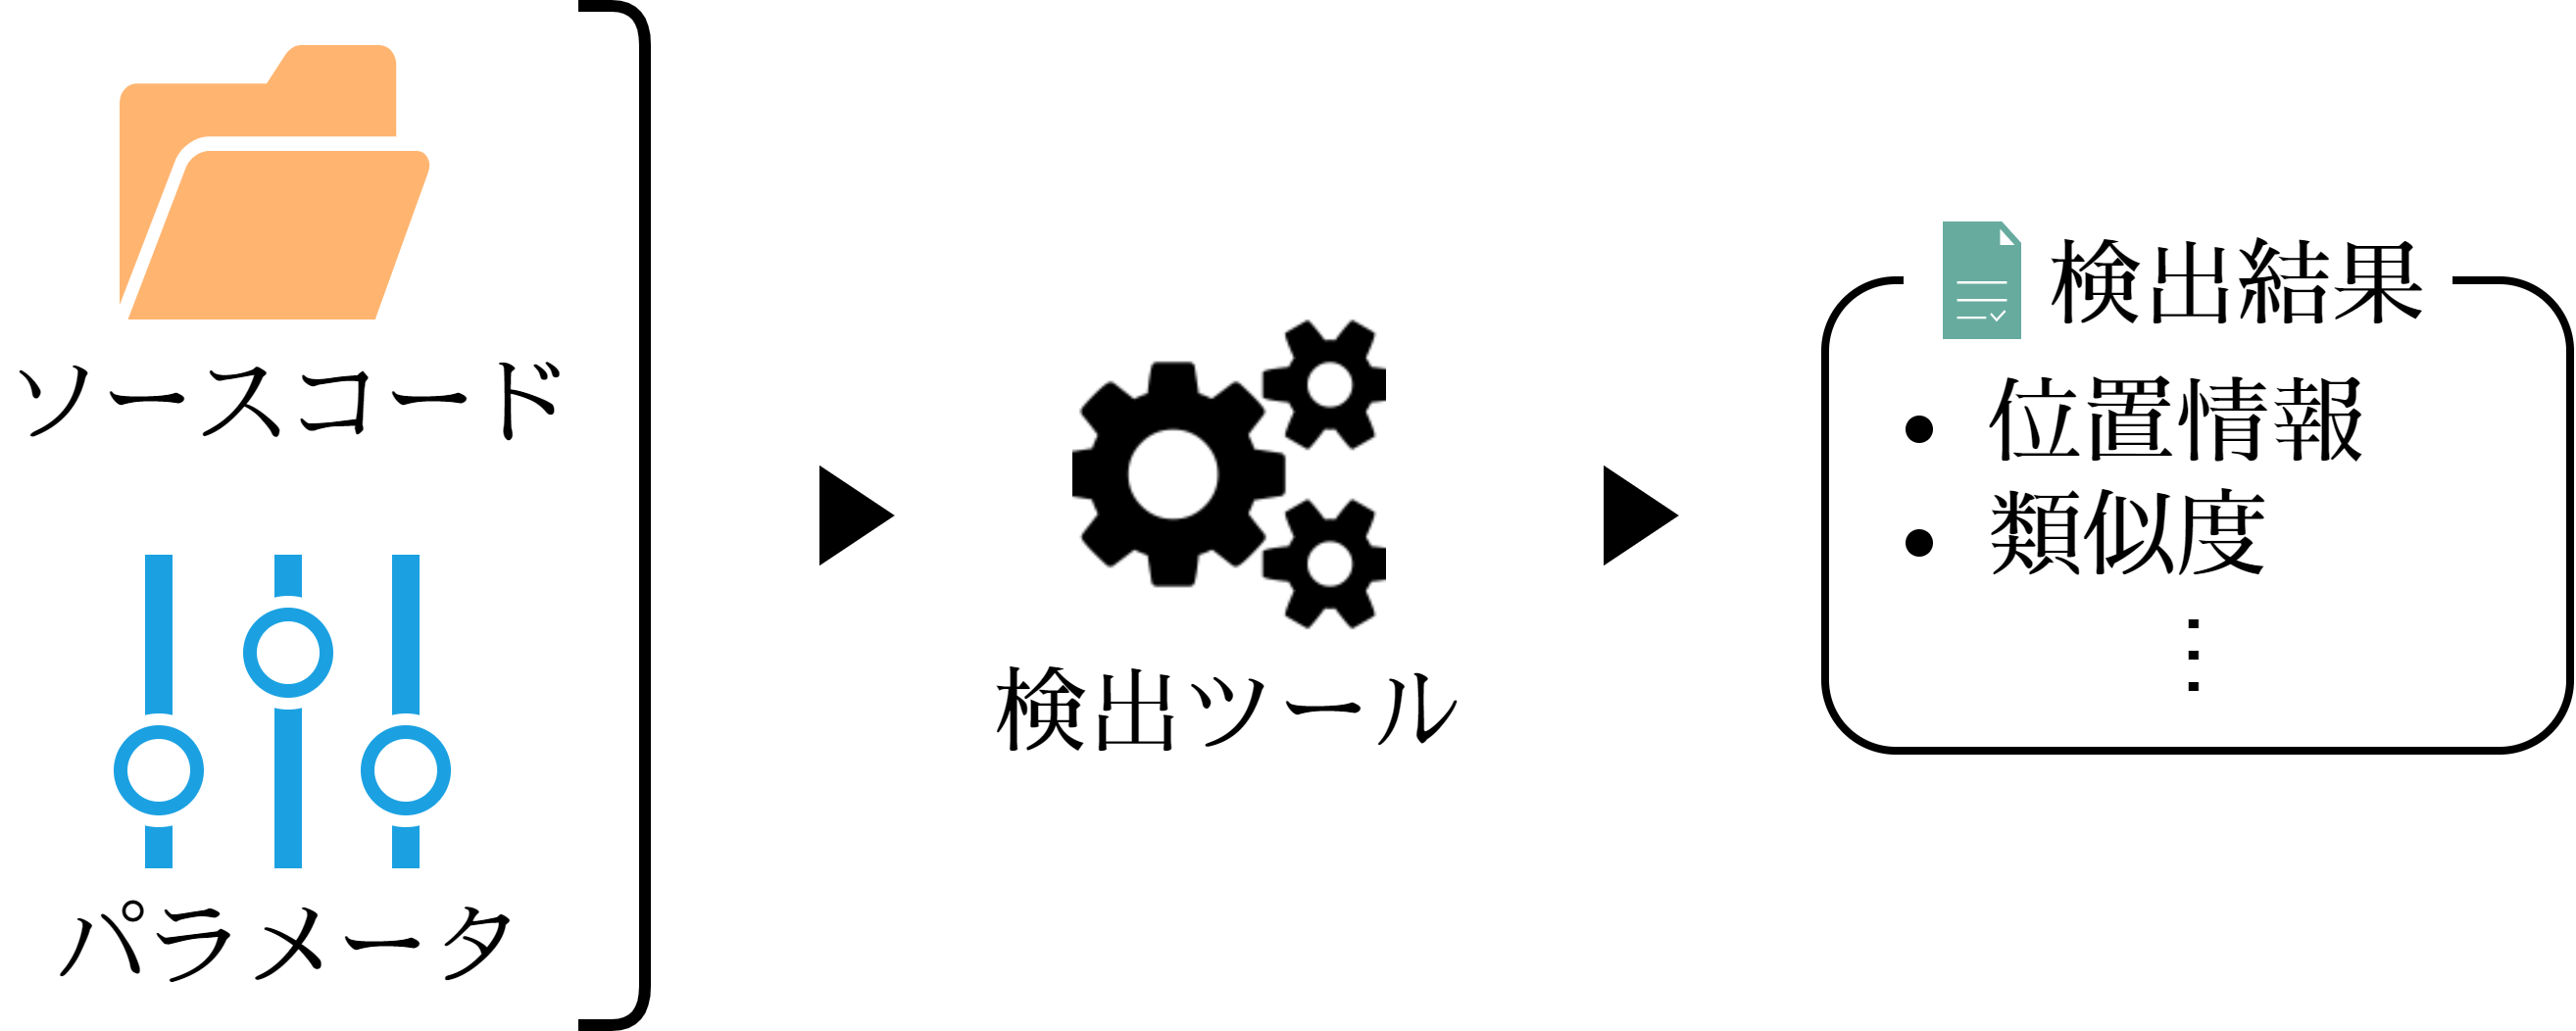 ソースコード
パラメータ
検出ツール
検出結果
• 位置情報
• 類似度
⋮